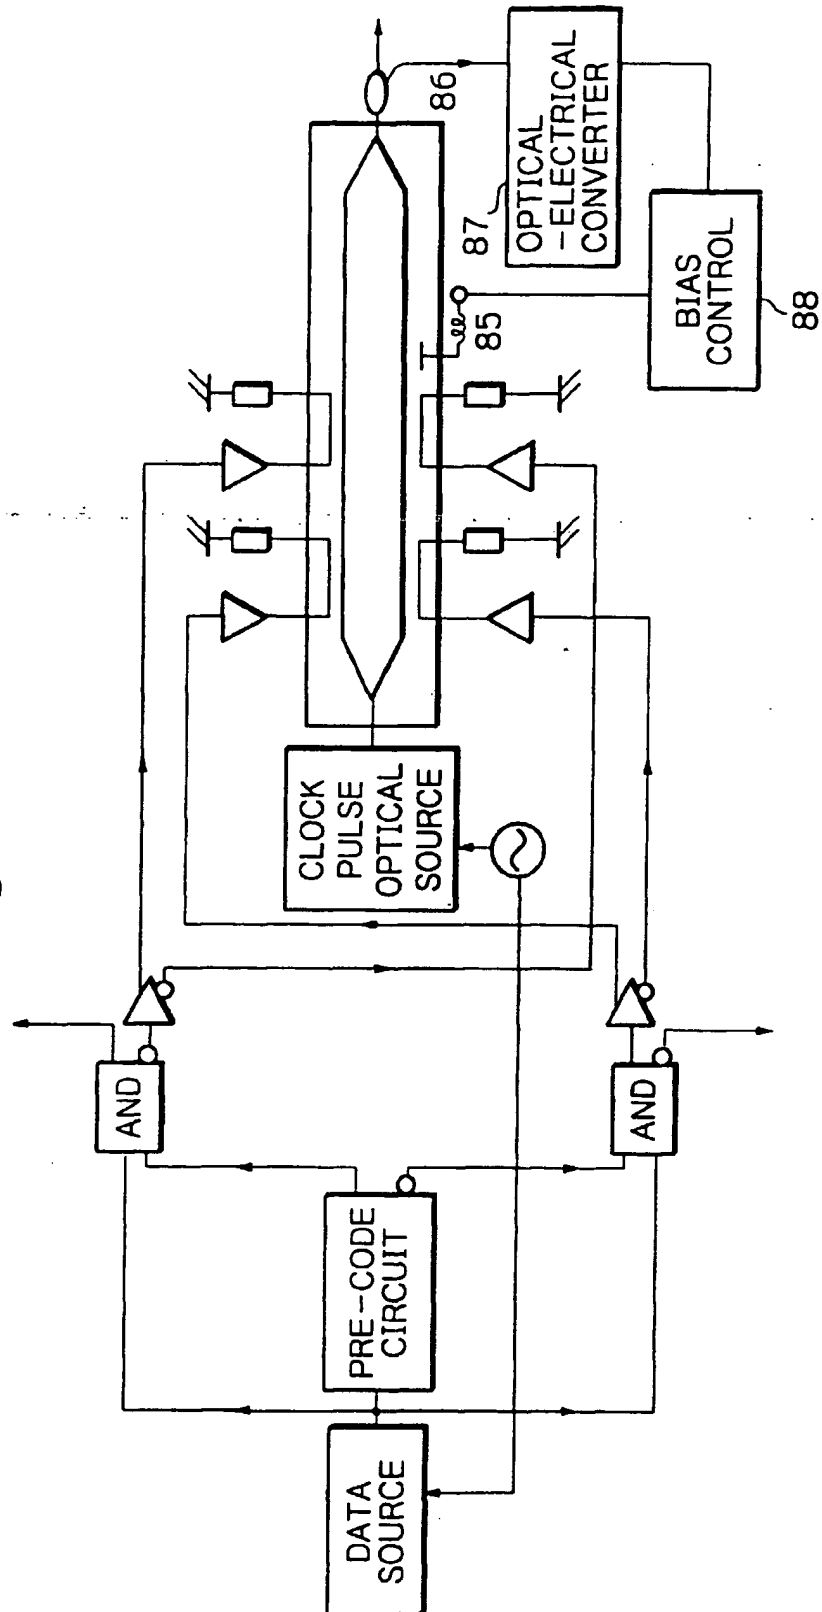 DATA
SOURCE
PRE-CODE
CIRCUIT
AND
AND
CLOCK
PULSE
OPTICAL
SOURCE
85
86
87
OPTICAL
-ELECTRICAL
CONVERTER
BIAS
CONTROL
88